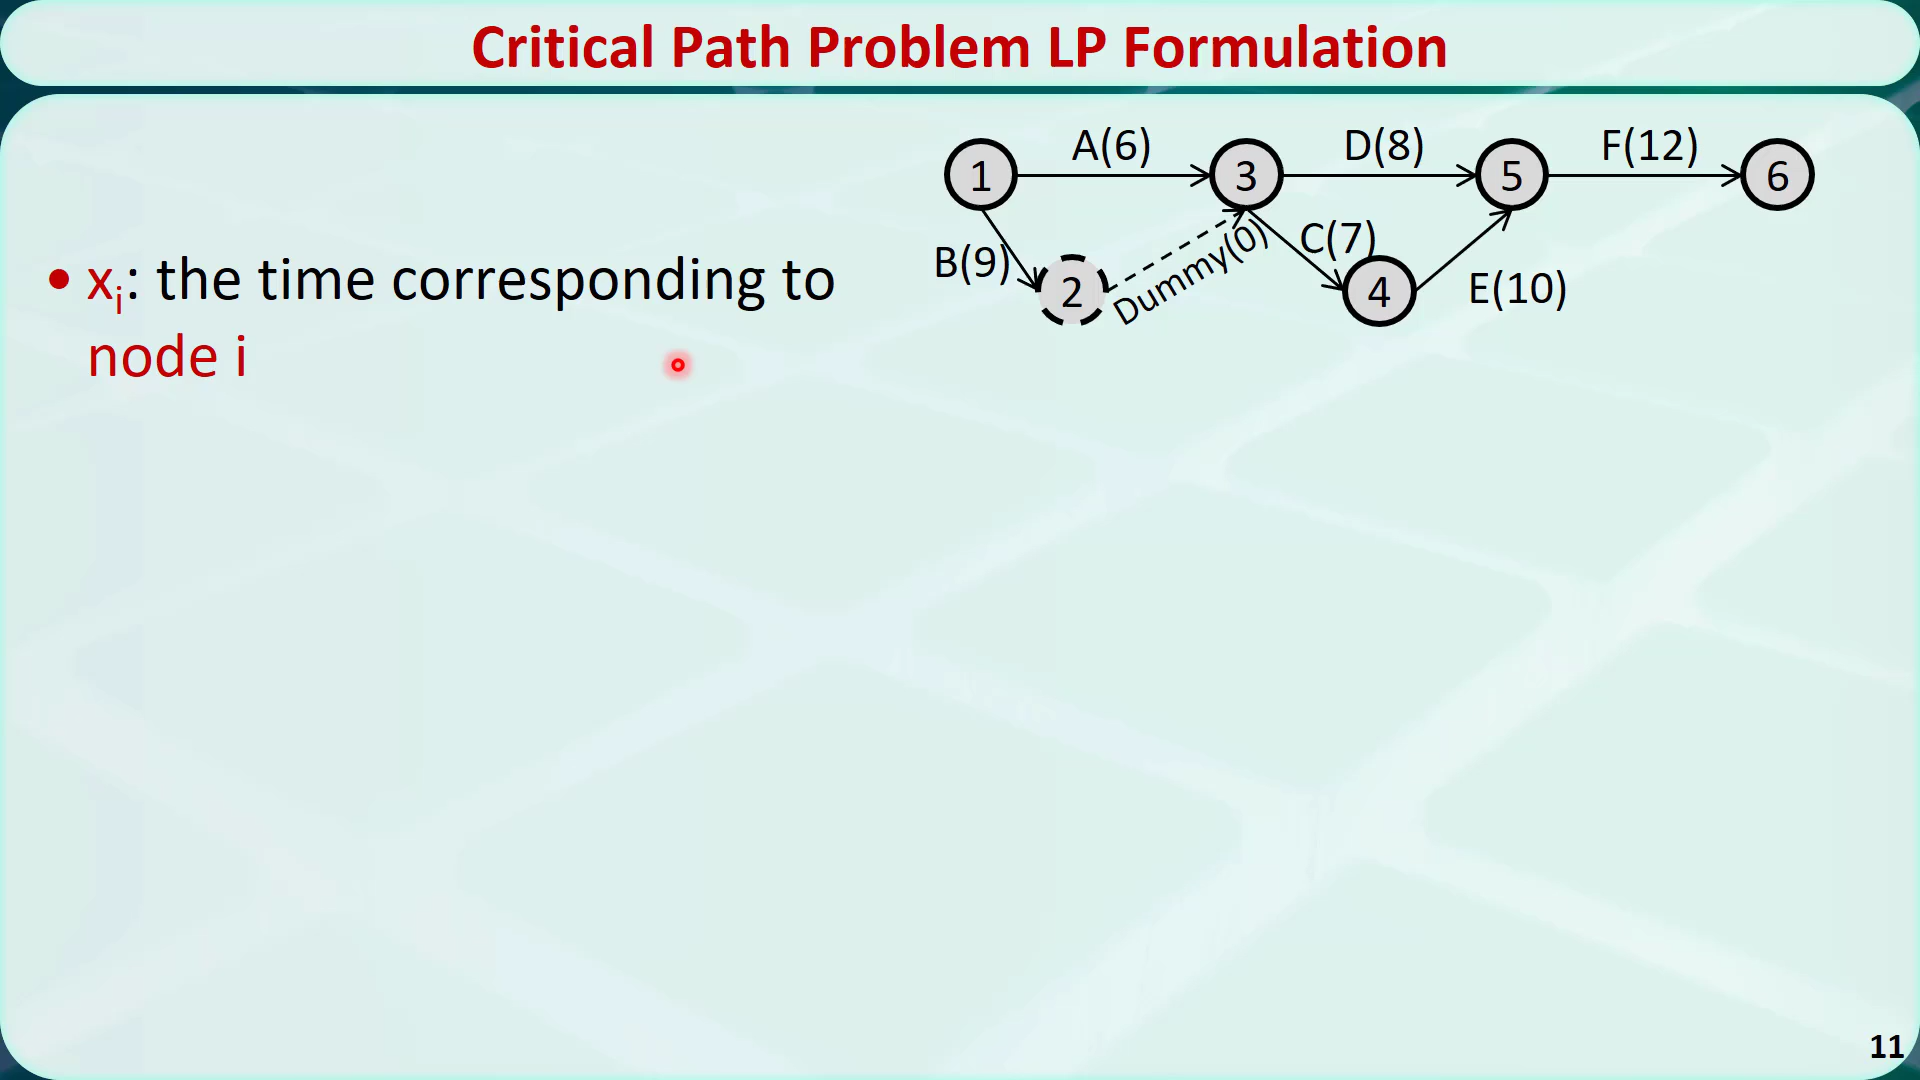 Critical Path Problem LP Formulation
A(6) D(8) F(12)
1 3 5 6
B(9) Dummy(0) C(7)
2 4 E(10)
• xᵢ: the time corresponding to
node i
11